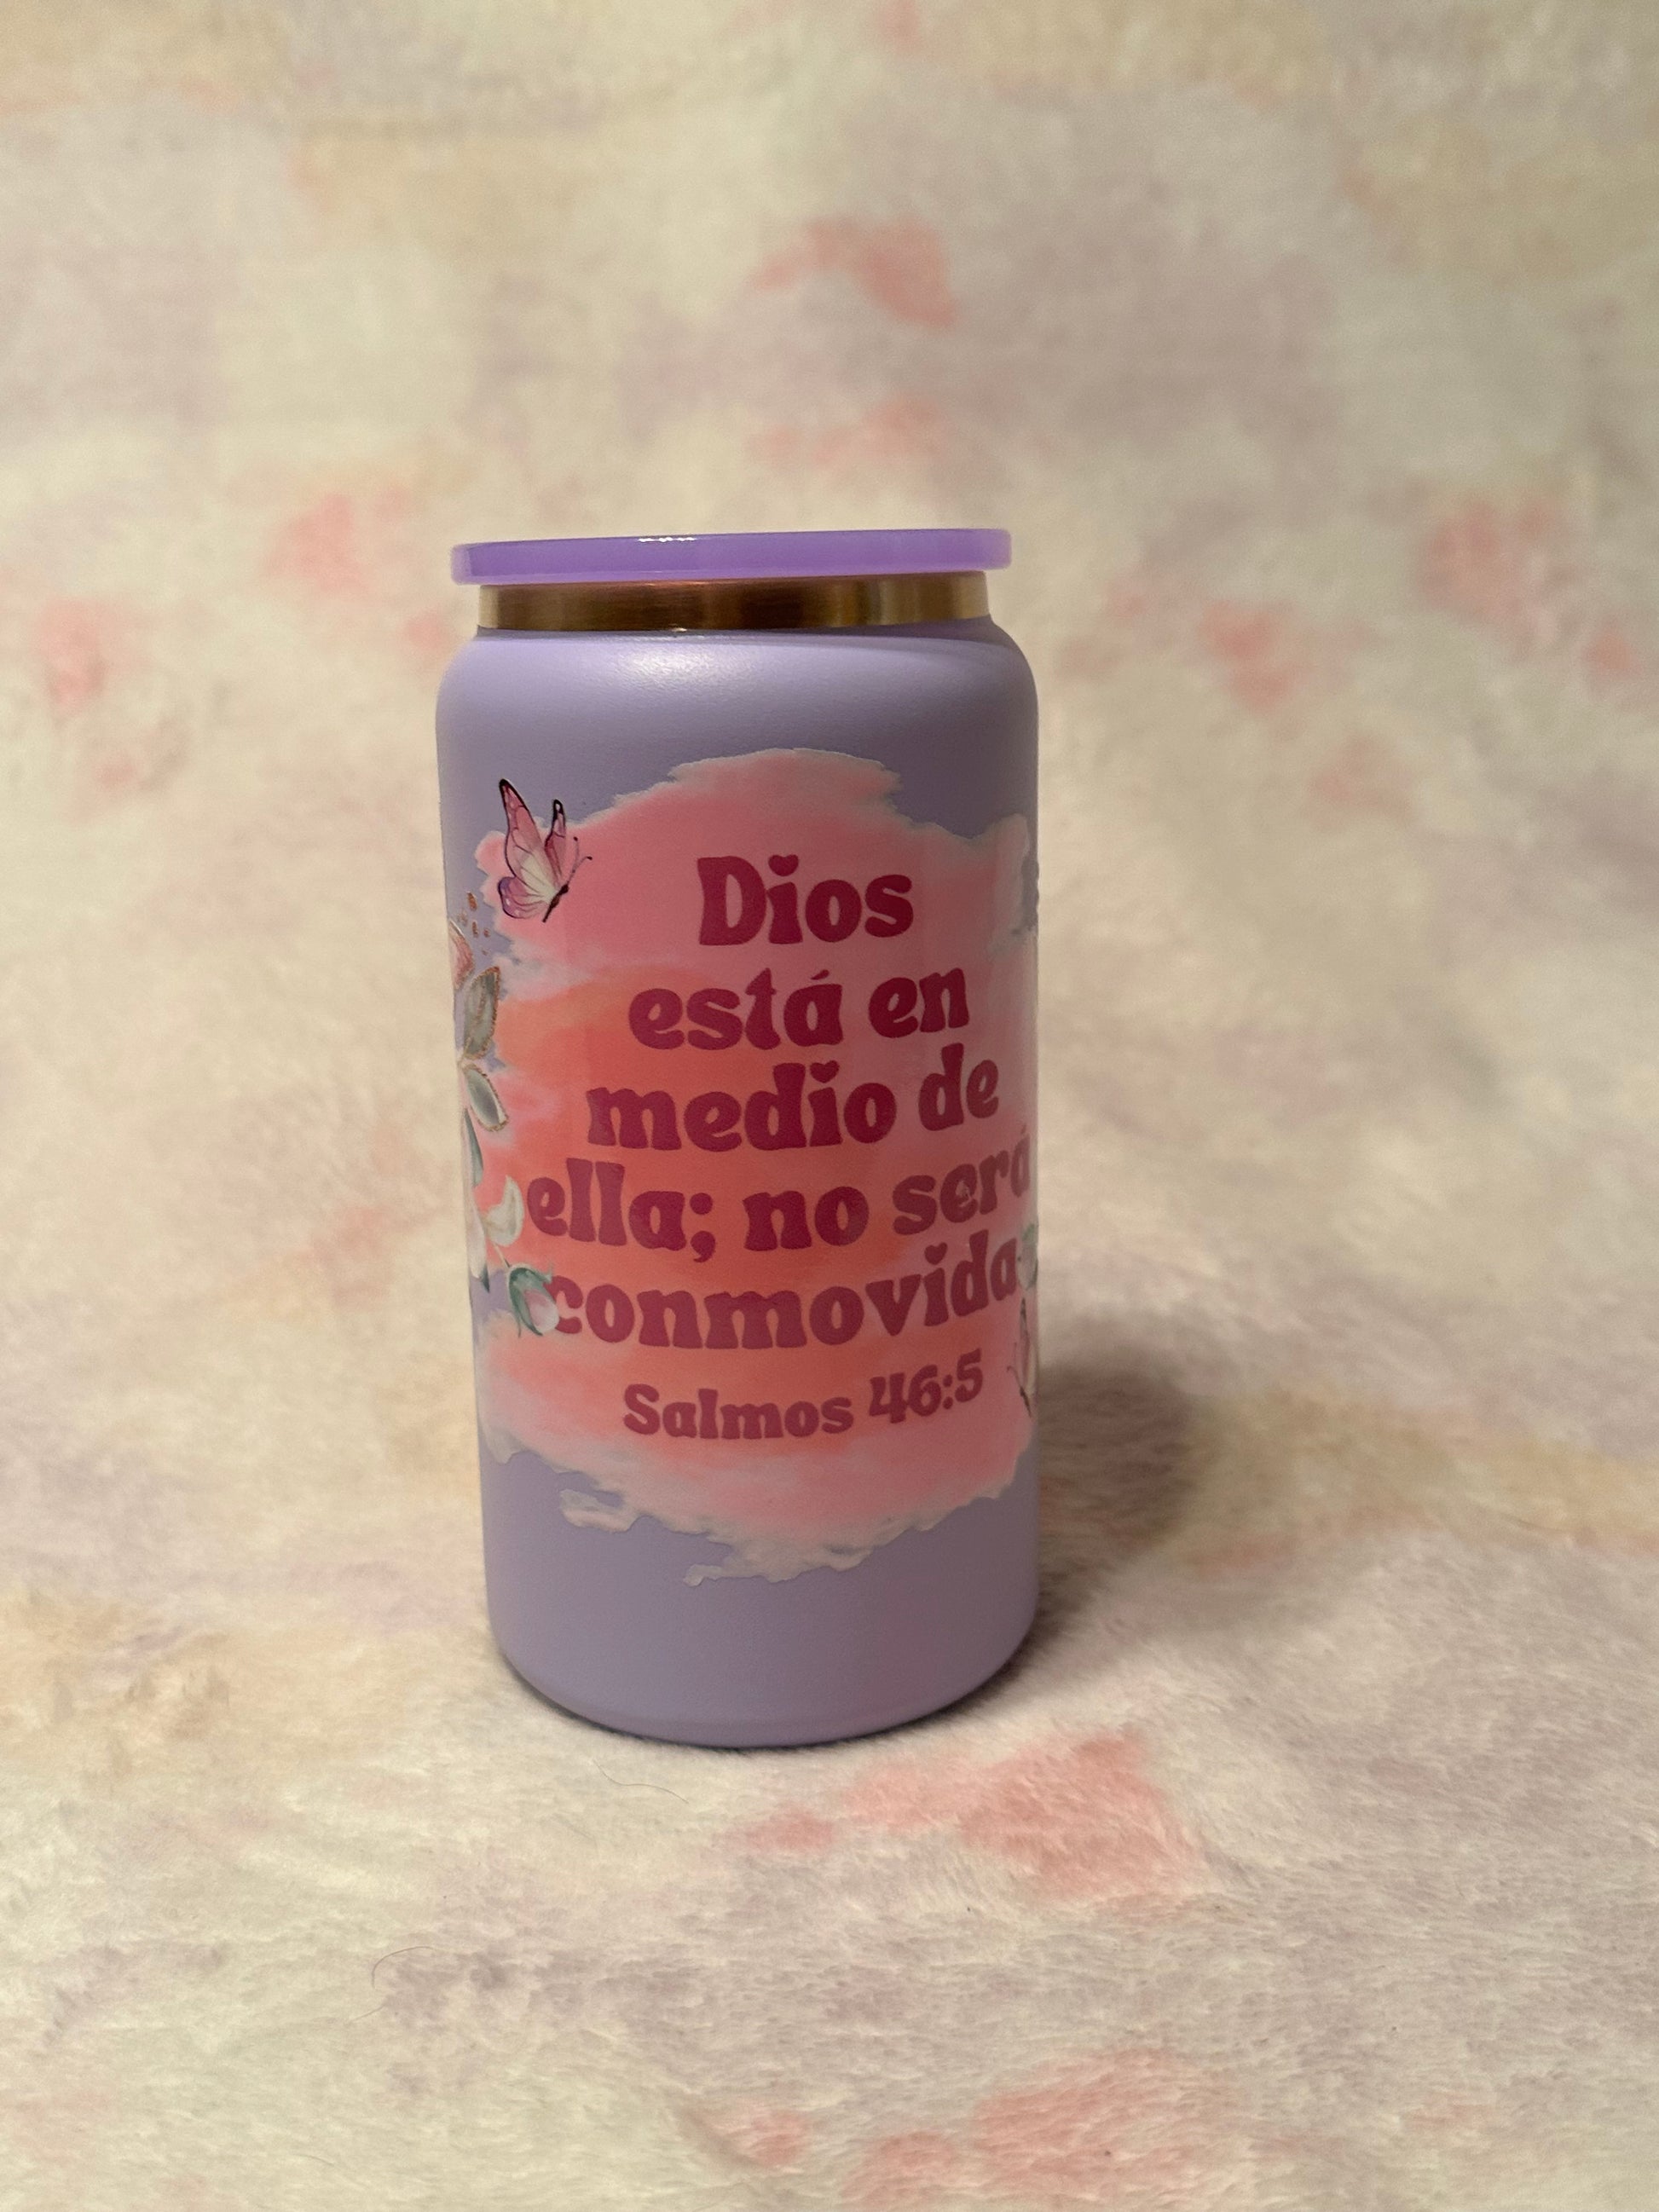 Dios
está en
medio de
ella; no será
conmovida
Salmos 46:5